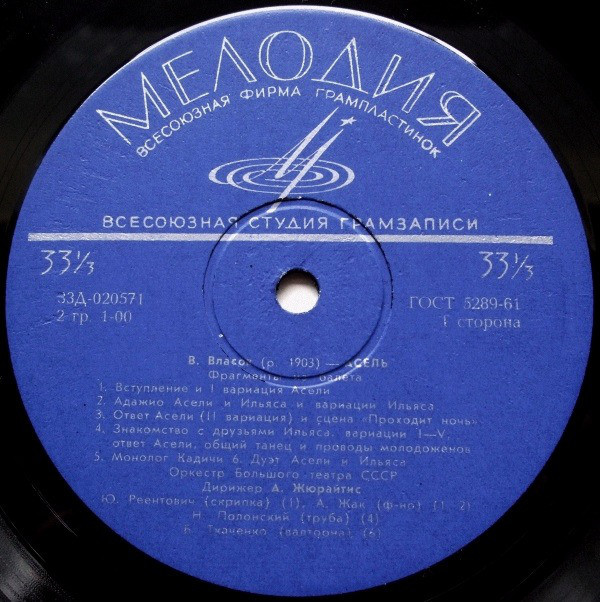 МЕЛОДИЯ
ВСЕСОЮЗНАЯ ФИРМА ГРАМПЛАСТИНОК
ВСЕСОЮЗНАЯ СТУДИЯ ГРАМЗАПИСИ
33⅓ 33⅓
33Д-020571 ГОСТ 5289-61
2 гр. 1-00 1 сторона
В. Власов (р. 1903) — АСЕЛЬ
Фрагменты из балета
1. Вступление и I вариация Асели
2. Адажио Асели и Ильяса и вариации Ильяса
3. Ответ Асели (II вариация) и сцена «Проходит ночь»
4. Знакомство с друзьями Ильяса, вариации I—V,
ответ Асели, общий танец и проводы молодоженов
5. Монолог Кадичи 6. Дуэт Асели и Ильяса
Оркестр Большого театра СССР
Дирижер А. Жюрайтис
Ю. Реентович (скрипка) (1), А. Жак (ф-но) (1, 2)
Н. Полонский (труба) (4)
Б. Ткаченко (валторна) (6)